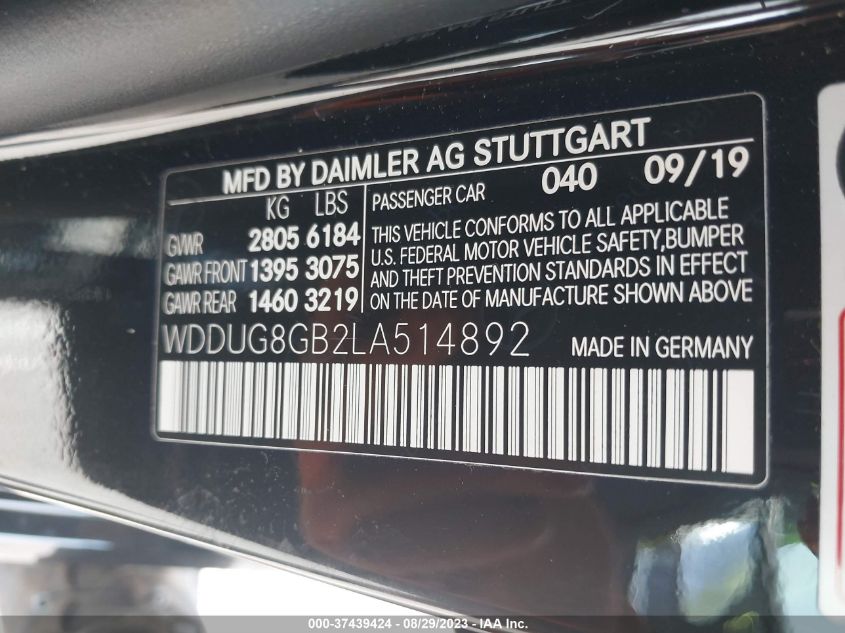 MFD BY DAIMLER AG STUTTGART
KG LBS
GVWR 2805 6184
GAWR FRONT 1395 3075
GAWR REAR 1460 3219
PASSENGER CAR 040 09/19
THIS VEHICLE CONFORMS TO ALL APPLICABLE
U.S. FEDERAL MOTOR VEHICLE SAFETY,BUMPER
AND THEFT PREVENTION STANDARDS IN EFFECT
ON THE DATE OF MANUFACTURE SHOWN ABOVE
WDDUG8GB2LA514892 MADE IN GERMANY
000-37439424 - 08/29/2023 - Copyright © IAA, Inc.